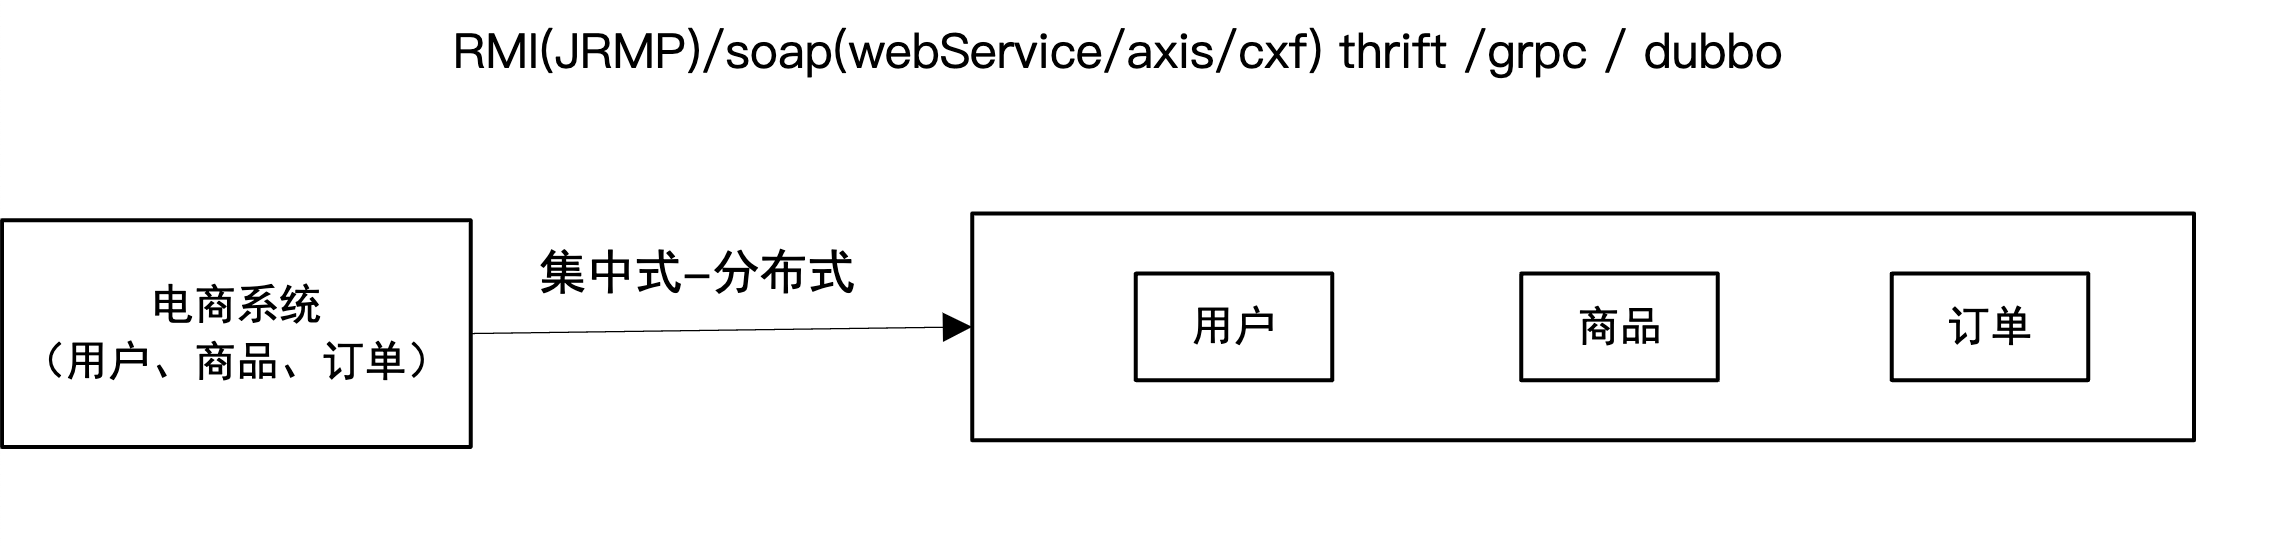 RMI(JRMP)/soap(webService/axis/cxf) thrift /grpc / dubbo
集中式-分布式
电商系统
（用户、商品、订单）
用户
商品
订单